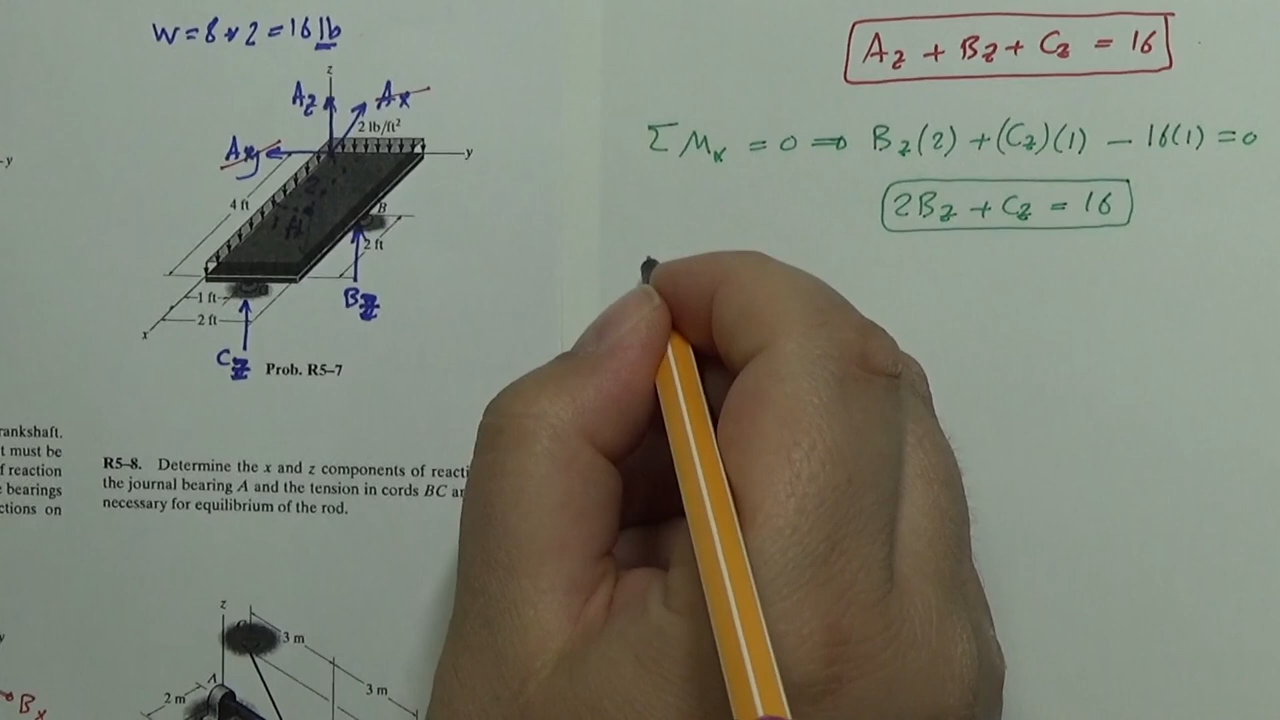 W = 8 * 2 = 16 lb
Az + Bz + Cz = 16
ΣMx = 0 ⇒ Bz(2) + (Cz)(1) − 16(1) = 0
2Bz + Cz = 16
z
Az
Ax
2 lb/ft²
Ay
y
-y
4 ft
A
B
2 ft
1 ft
2 ft
x
Bz
Cz
Prob. R5–7
rankshaft.
t must be
f reaction
bearings
ctions on
R5–8. Determine the x and z components of reacti
the journal bearing A and the tension in cords BC an
necessary for equilibrium of the rod.
z
3 m
A
2 m
3 m
y
Bx